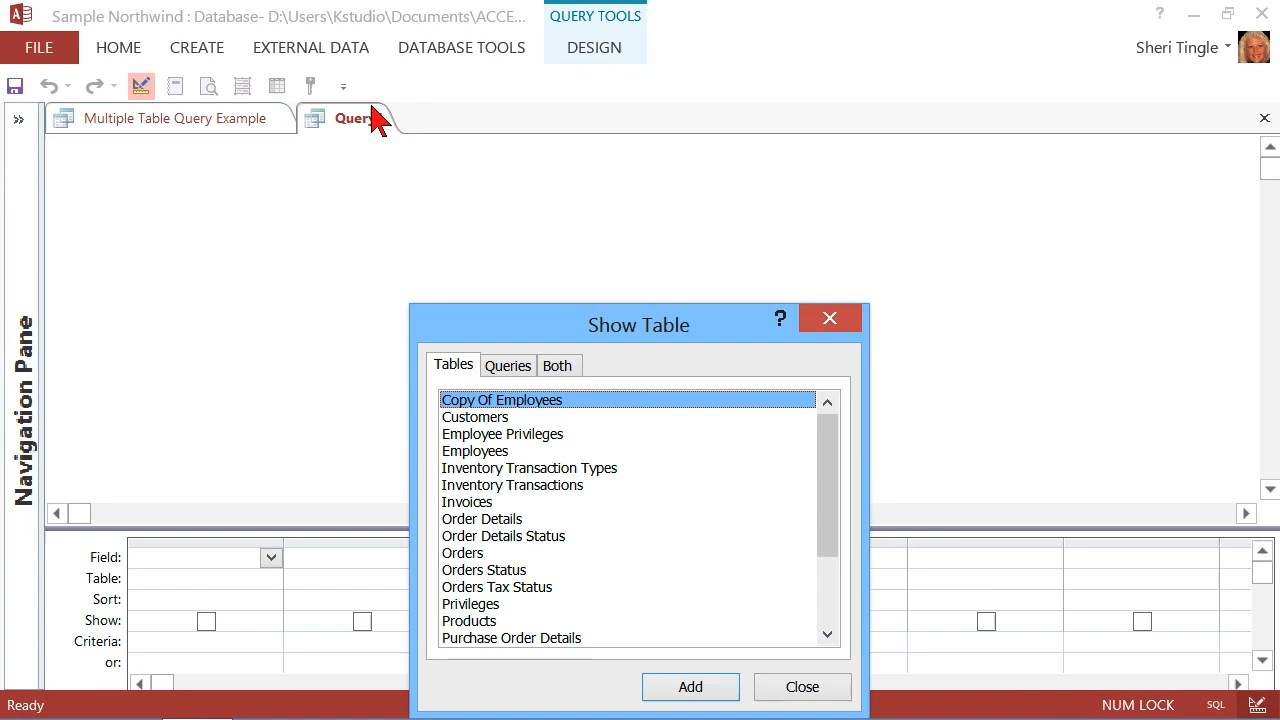 Sample Northwind : Database- D:\Users\Kstudio\Documents\ACCE...
QUERY TOOLS
?
FILE
HOME
CREATE
EXTERNAL DATA
DATABASE TOOLS
DESIGN
Sheri Tingle
Multiple Table Query Example
Query
Navigation Pane
Show Table
?
Tables
Queries
Both
Copy Of Employees
Customers
Employee Privileges
Employees
Inventory Transaction Types
Inventory Transactions
Invoices
Order Details
Order Details Status
Orders
Orders Status
Orders Tax Status
Privileges
Products
Purchase Order Details
Add
Close
Field:
Table:
Sort:
Show:
Criteria:
or:
Ready
NUM LOCK
SQL